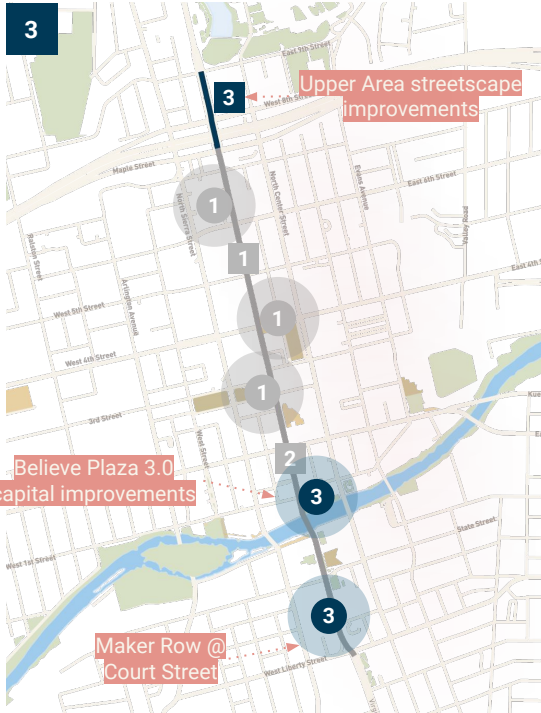 3
East 9th Street
3
Upper Area streetscape
improvements
West 8th Street
Maple Street
East 6th Street
North Sierra Street
North Center Street
Evans Avenue
Valley Road
1
1
Ralston Street
Arlington Avenue
East 4th
West 5th Street
1
West 4th Street
1
3rd Street
West Street
2
Believe Plaza 3.0
capital improvements
3
State Street
West 1st Street
3
Maker Row @
Court Street
West Liberty Street